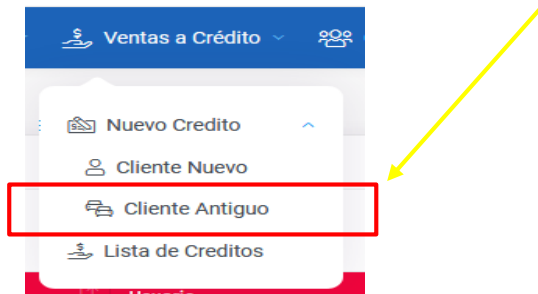 Ventas a Crédito
Nuevo Credito
Cliente Nuevo
Cliente Antiguo
Lista de Creditos